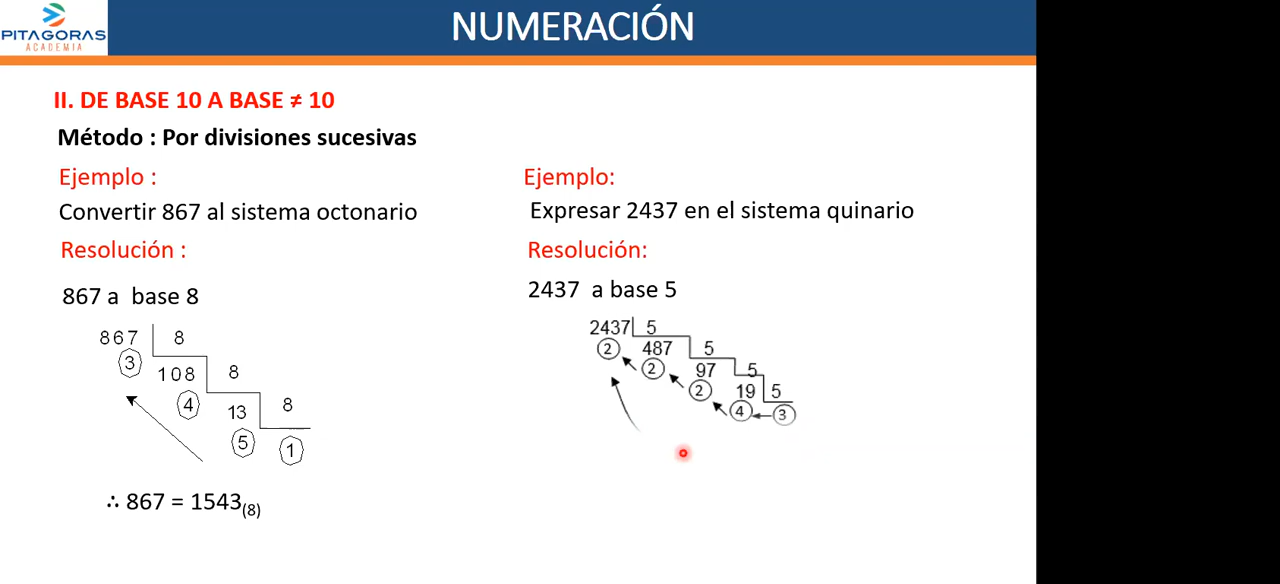 PITAGORAS
ACADEMIA
NUMERACIÓN
II. DE BASE 10 A BASE ≠ 10
Método : Por divisiones sucesivas
Ejemplo :
Convertir 867 al sistema octonario
Resolución :
867 a base 8
867 8
3 108 8
4 13 8
5 1
∴ 867 = 1543(8)
Ejemplo:
Expresar 2437 en el sistema quinario
Resolución:
2437 a base 5
2437 5
2 487 5
2 97 5
2 19 5
4 3